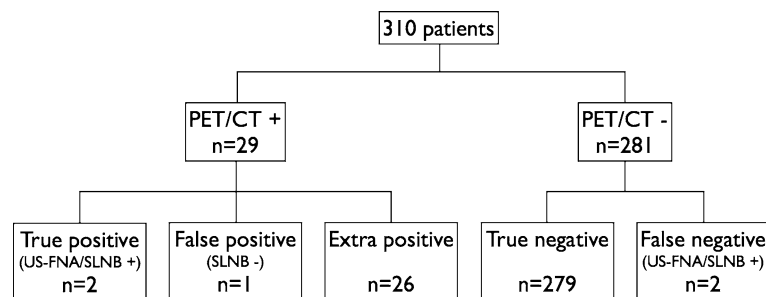 310 patients
PET/CT +
n=29
PET/CT -
n=281
True positive
(US-FNA/SLNB +)
n=2
False positive
(SLNB -)
n=1
Extra positive
n=26
True negative
n=279
False negative
(US-FNA/SLNB +)
n=2